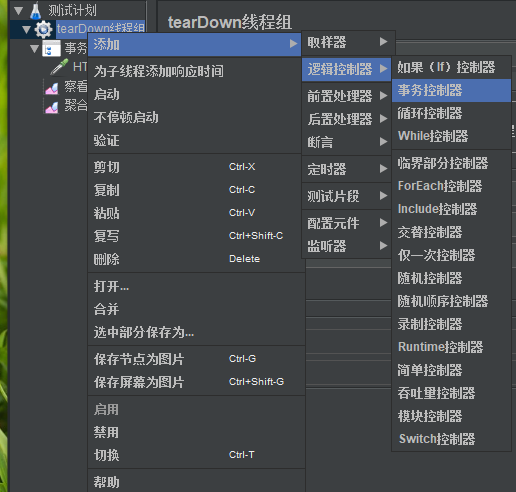 测试计划
tearDown线程组
事务
HT
察看
聚合
tearDown线程组
添加
为子线程添加响应时间
启动
不停顿启动
验证
剪切 Ctrl-X
复制 Ctrl-C
粘贴 Ctrl-V
复写 Ctrl+Shift-C
删除 Delete
打开...
合并
选中部分保存为...
保存节点为图片 Ctrl-G
保存屏幕为图片 Ctrl+Shift-G
启用
禁用
切换 Ctrl-T
帮助
取样器
逻辑控制器
前置处理器
后置处理器
断言
定时器
测试片段
配置元件
监听器
如果（If）控制器
事务控制器
循环控制器
While控制器
临界部分控制器
ForEach控制器
Include控制器
交替控制器
仅一次控制器
随机控制器
随机顺序控制器
录制控制器
Runtime控制器
简单控制器
吞吐量控制器
模块控制器
Switch控制器